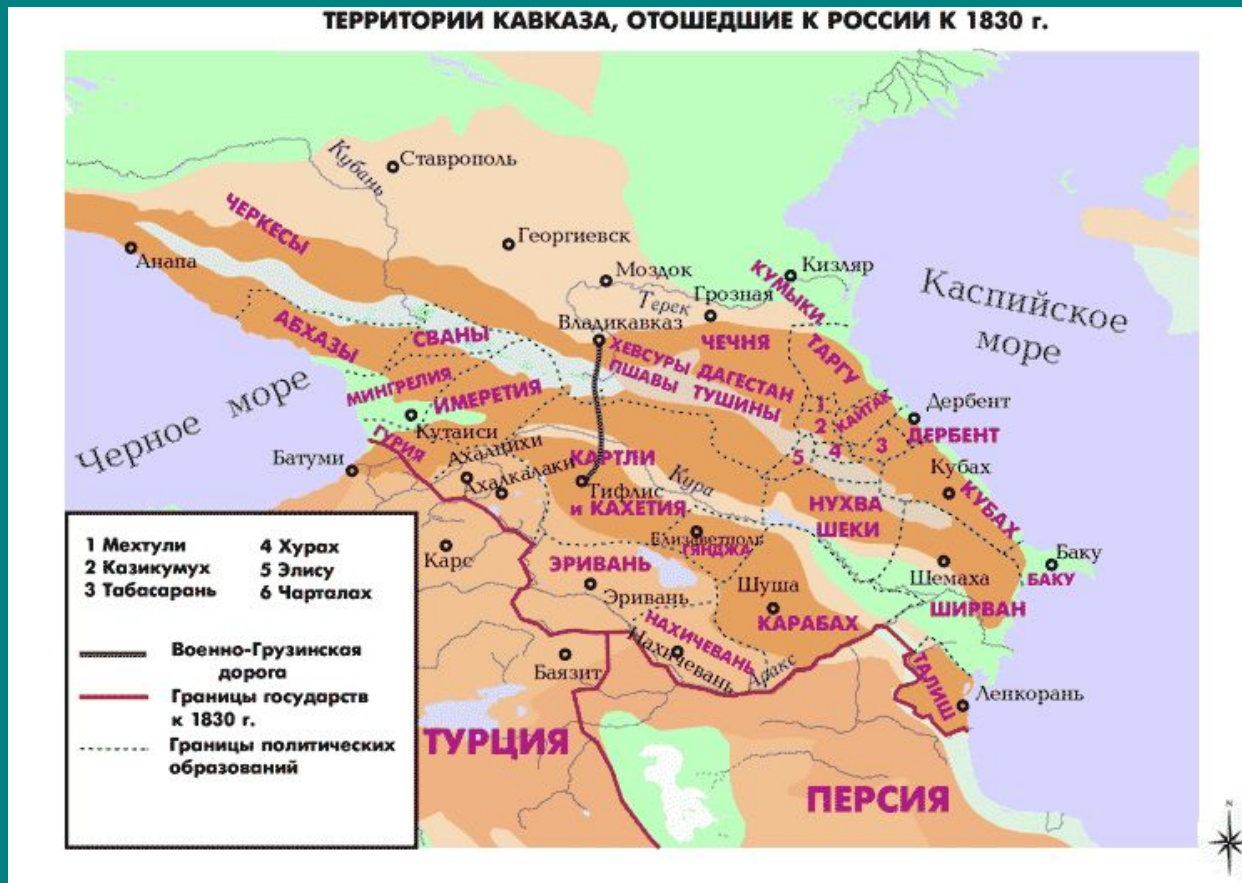 ТЕРРИТОРИИ КАВКАЗА, ОТОШЕДШИЕ К РОССИИ К 1830 г.
Кубань
Ставрополь
ЧЕРКЕСЫ
Георгиевск
Анапа
Моздок
Кизляр
КУМЫКИ
Терек
Грозная
Каспийское
море
Владикавказ
ЧЕЧНЯ
АБХАЗЫ
СВАНЫ
ТАРГУ
ХЕВСУРЫ ДАГЕСТАН
ПШАВЫ ТУШИНЫ
МИНГРЕЛИЯ
ИМЕРЕТИЯ
1
2
ХАЙТАК
3
4
5
Дербент
ДЕРБЕНТ
Черное море
Кутаиси
ГУРИЯ
Батуми
Ахалцихи
Ахалкалаки
КАРТЛИ
Тифлис
и КАХЕТИЯ
Кура
Кубах
КУБАХ
НУХВА
ШЕКИ
Елизаветполь
ГЯНДЖА
Карс
ЭРИВАНЬ
Эривань
Шуша
КАРАБАХ
Шемаха
Баку
БАКУ
ШИРВАН
НАХИЧЕВАНЬ
Нахичевань
Аракс
Баязит
ТАЛИШ
Ленкорань
ТУРЦИЯ
ПЕРСИЯ
1 Мехтули
2 Казикумух
3 Табасарань
4 Хурах
5 Элису
6 Чарталах
Военно-Грузинская
дорога
Границы государств
к 1830 г.
Границы политических
образований
N